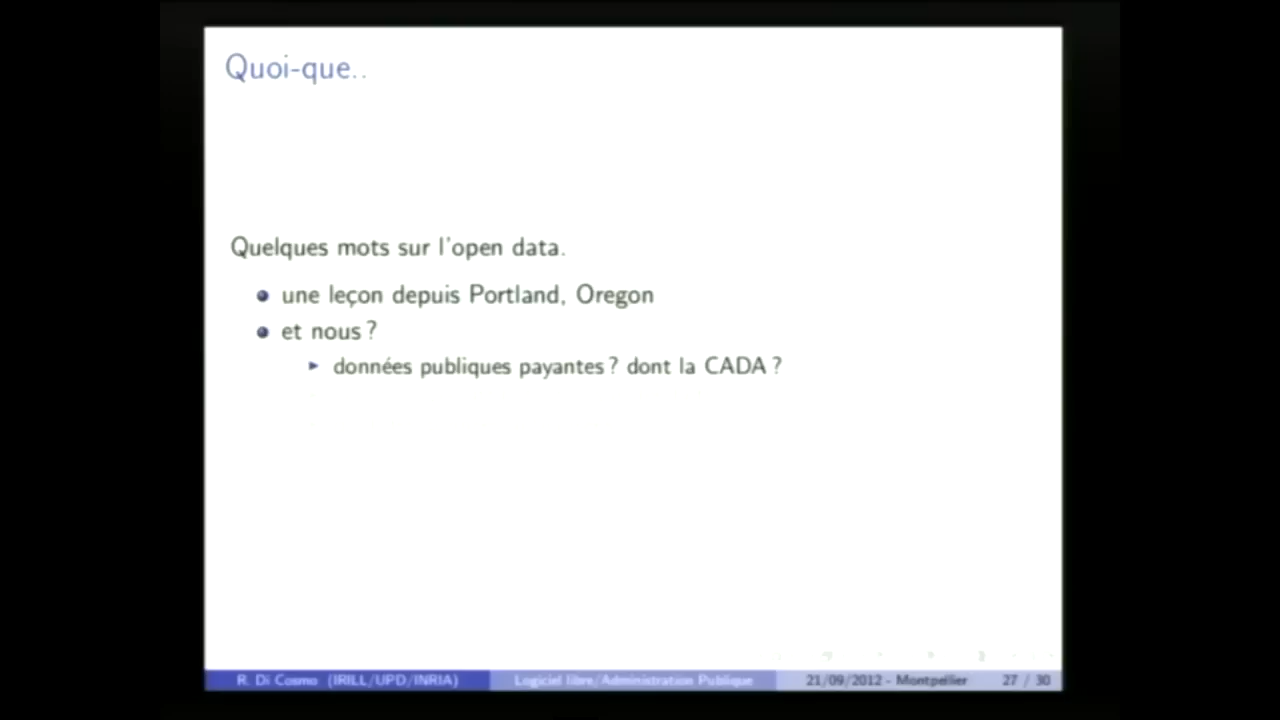 Quoi-que..
Quelques mots sur l'open data.
une leçon depuis Portland, Oregon
et nous ?
données publiques payantes ? dont la CADA ?
R. Di Cosmo (IRILL/UPD/INRIA) Logiciel libre/Administration Publique 21/09/2012 - Montpellier 27 / 30